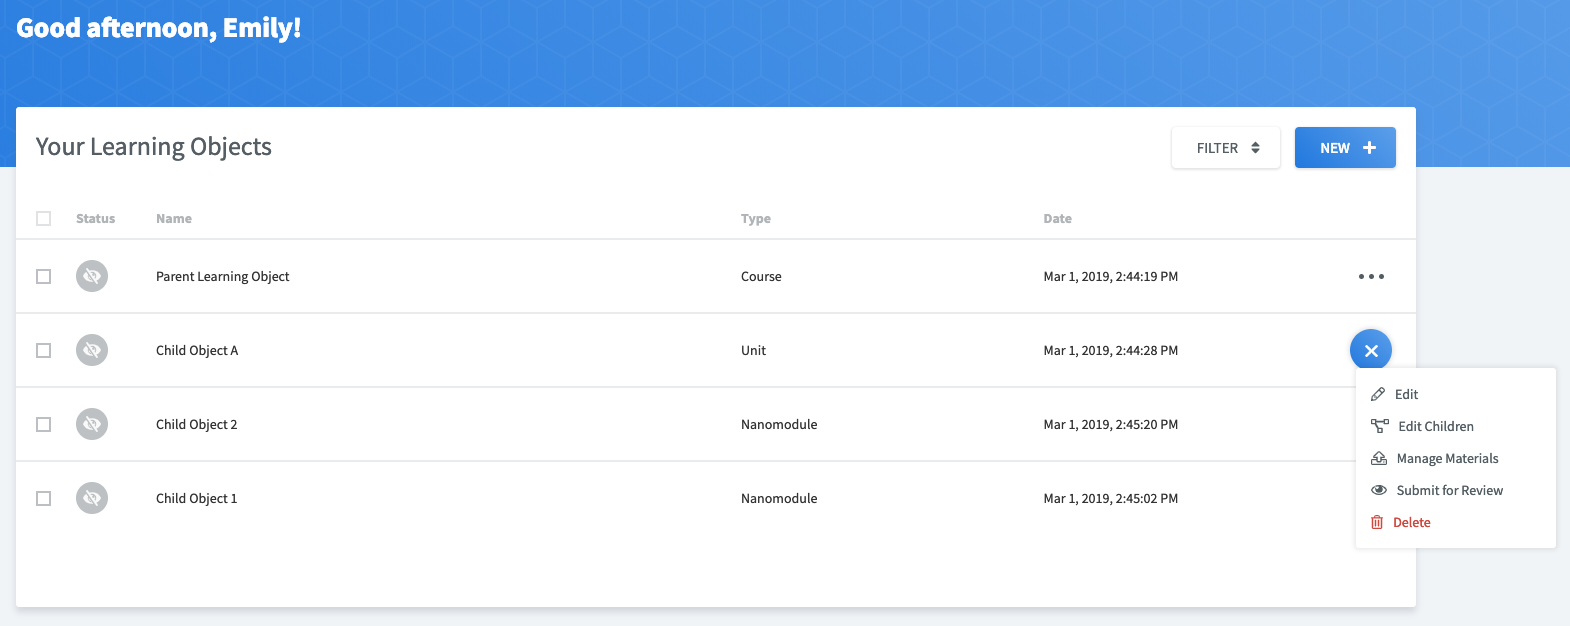 Good afternoon, Emily!
Your Learning Objects
FILTER
NEW
Status Name Type Date
Parent Learning Object Course Mar 1, 2019, 2:44:19 PM
Child Object A Unit Mar 1, 2019, 2:44:28 PM
Child Object 2 Nanomodule Mar 1, 2019, 2:45:20 PM
Child Object 1 Nanomodule Mar 1, 2019, 2:45:02 PM
Edit
Edit Children
Manage Materials
Submit for Review
Delete